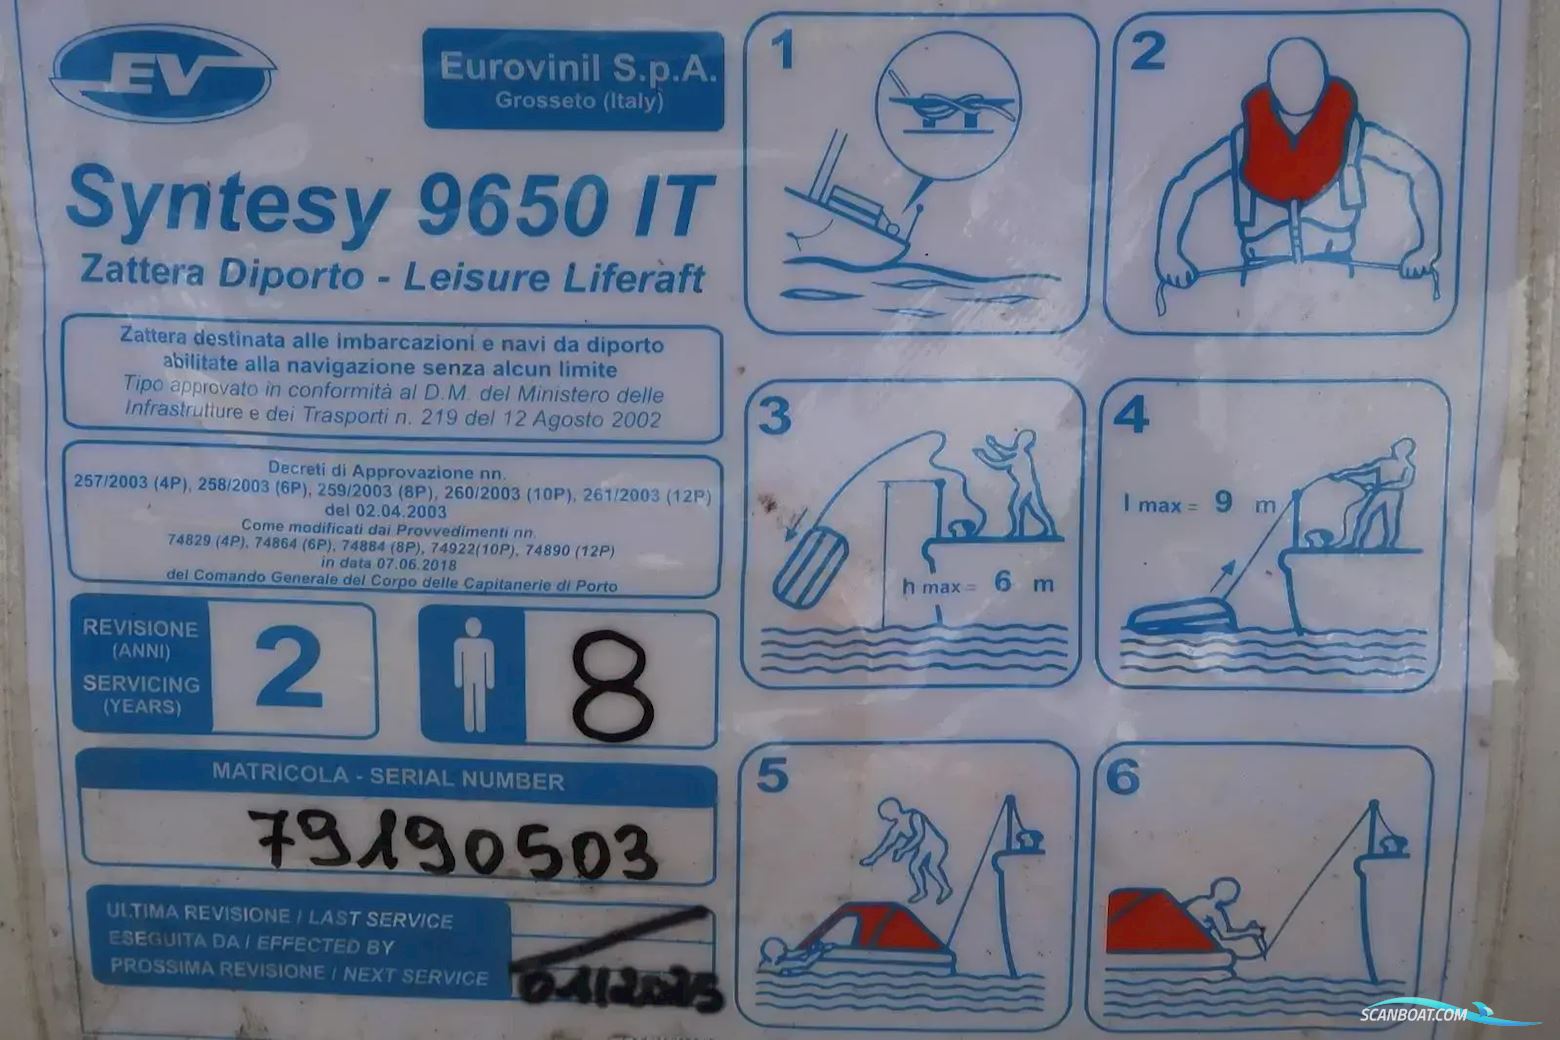 EV
Eurovinil S.p.A.
Grosseto (Italy)
Syntesy 9650 IT
Zattera Diporto - Leisure Liferaft
Zattera destinata alle imbarcazioni e navi da diporto
abilitate alla navigazione senza alcun limite
Tipo approvato in conformità al D.M. del Ministero delle
Infrastrutture e dei Trasporti n. 219 del 12 Agosto 2002
Decreti di Approvazione nn.
257/2003 (4P), 258/2003 (6P), 259/2003 (8P), 260/2003 (10P), 261/2003 (12P)
del 02.04.2003
Come modificati dai Provvedimenti nn.
74829 (4P), 74864 (6P), 74884 (8P), 74922(10P), 74890 (12P)
in data 07.06.2018
del Comando Generale del Corpo delle Capitanerie di Porto
REVISIONE
(ANNI)
SERVICING
(YEARS)
2
8
MATRICOLA - SERIAL NUMBER
79190503
ULTIMA REVISIONE / LAST SERVICE
ESEGUITA DA / EFFECTED BY
PROSSIMA REVISIONE / NEXT SERVICE
1
2
3
h max = 6 m
4
l max = 9 m
5
6
SCANBOAT.COM